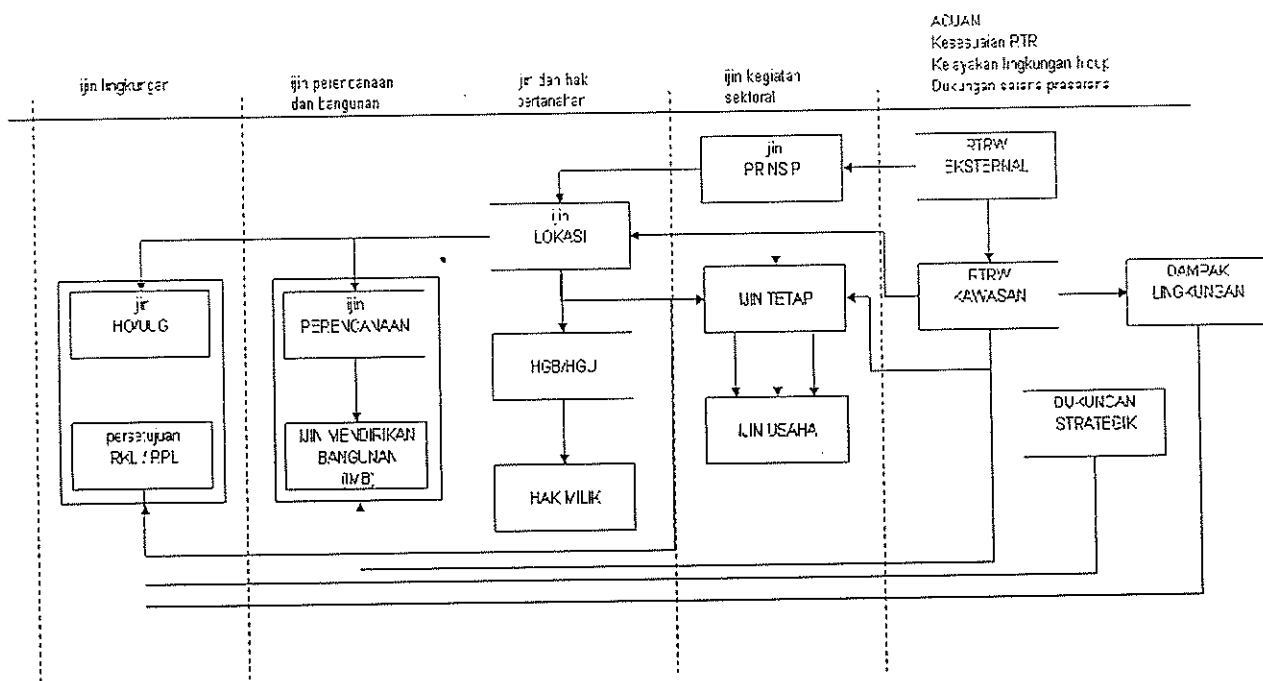 ACUAN
Kesesuaian RTR
Kelayakan lingkungan hidup
Dukungan sarana prasarana
ijin lingkungan
ijin perencanaan
dan bangunan
ijin dan hak
pertanahan
ijin kegiatan
sektoral
ijin
PRINSIP
RTRW
EKSTERNAL
ijin
LOKASI
ijin
HO/UUG
ijin
PERENCANAAN
IJIN TETAP
RTRW
KAWASAN
DAMPAK
LINGKUNGAN
HGB/HGU
persetujuan
RKL / RPL
IJIN MENDIRIKAN
BANGUNAN
(IMB)
IJIN USAHA
DUKUNGAN
STRATEGIK
HAK MILIK